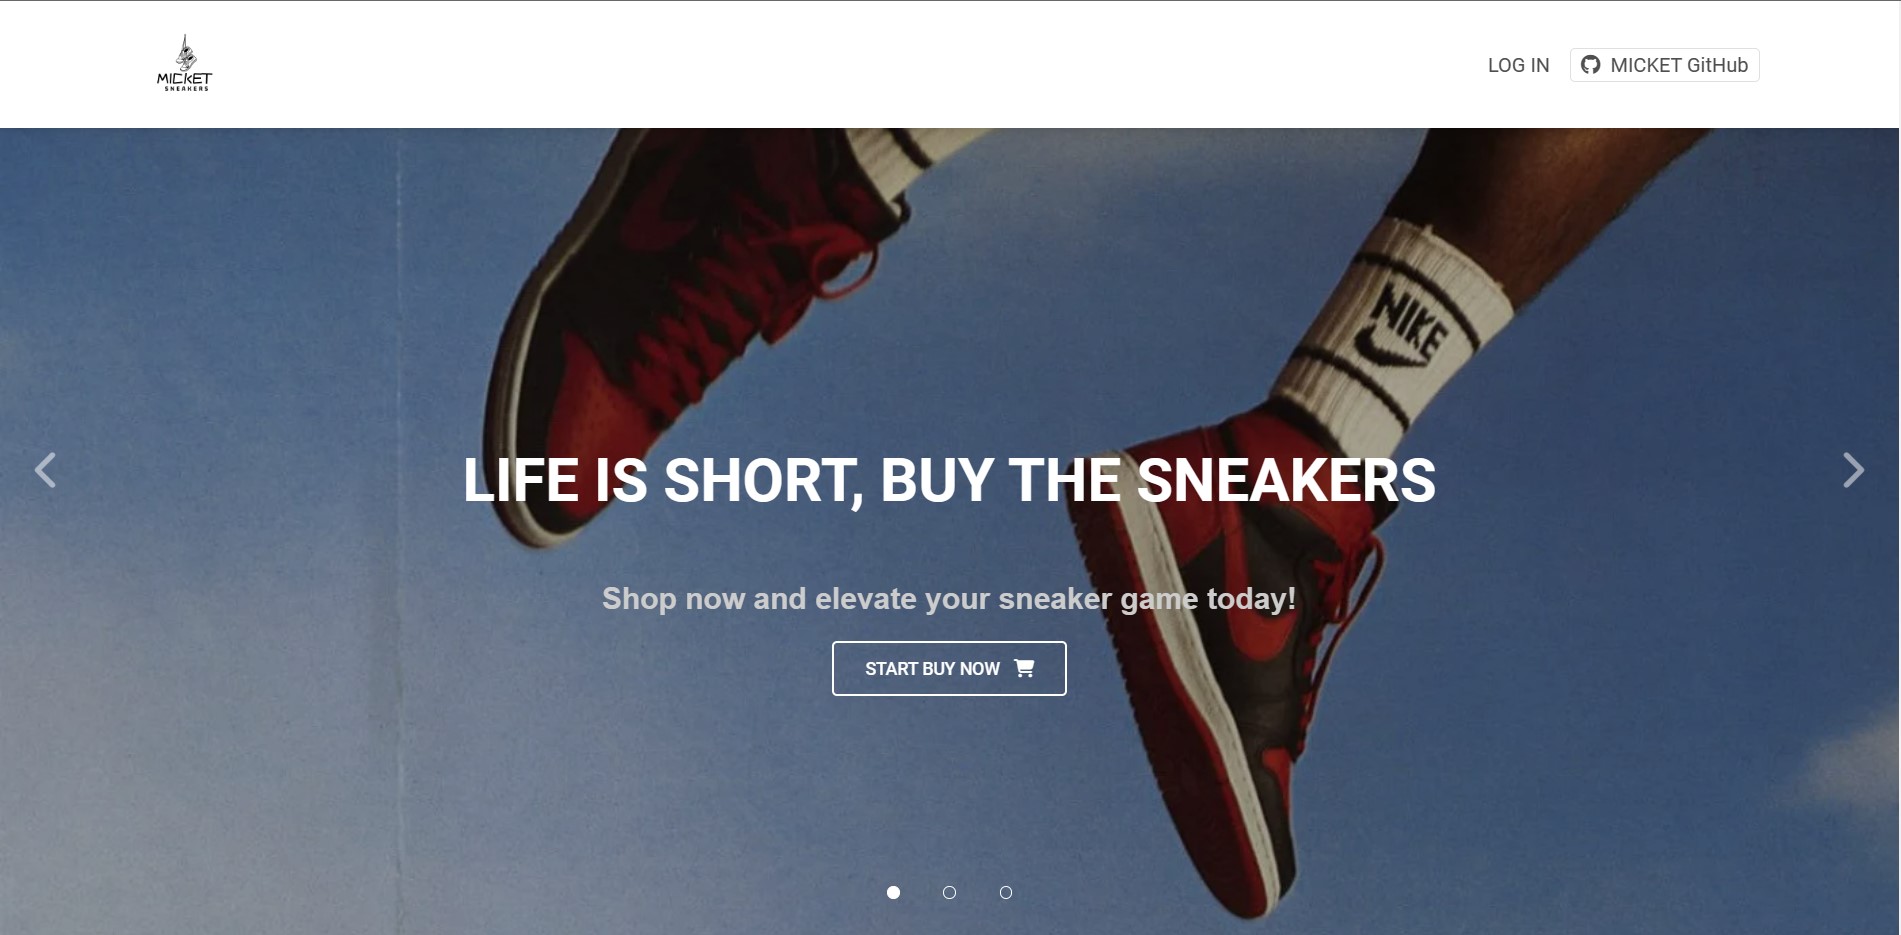 MICKET
SNEAKERS
LOG IN
MICKET GitHub
NIKE
LIFE IS SHORT, BUY THE SNEAKERS
Shop now and elevate your sneaker game today!
START BUY NOW